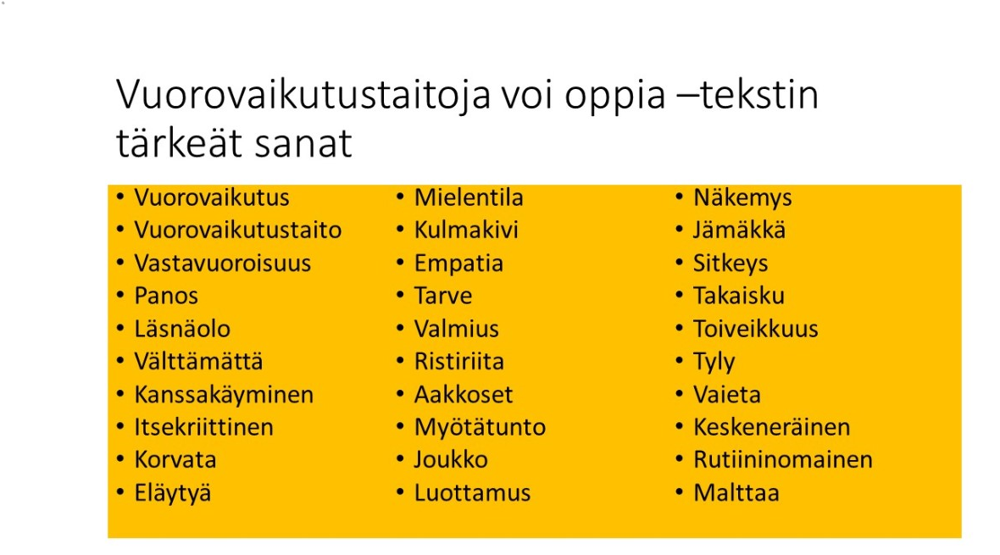 Vuorovaikutustaitoja voi oppia –tekstin
tärkeät sanat
• Vuorovaikutus
• Vuorovaikutustaito
• Vastavuoroisuus
• Panos
• Läsnäolo
• Välttämättä
• Kanssakäyminen
• Itsekriittinen
• Korvata
• Eläytyä
• Mielentila
• Kulmakivi
• Empatia
• Tarve
• Valmius
• Ristiriita
• Aakkoset
• Myötätunto
• Joukko
• Luottamus
• Näkemys
• Jämäkkä
• Sitkeys
• Takaisku
• Toiveikkuus
• Tyly
• Vaieta
• Keskeneräinen
• Rutiininomainen
• Malttaa